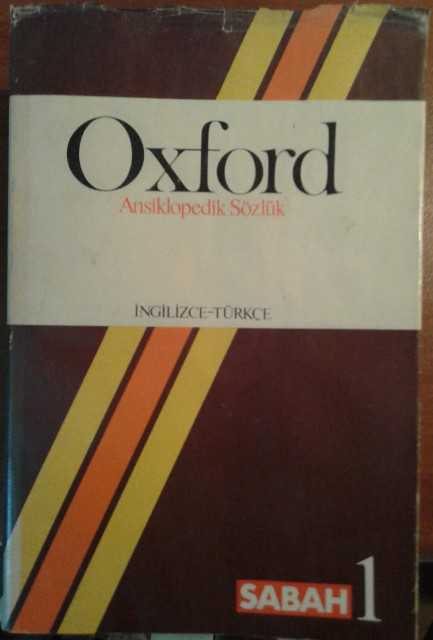 Oxford
Ansiklopedik Sözlük
İNGİLİZCE-TÜRKÇE
SABAH 1